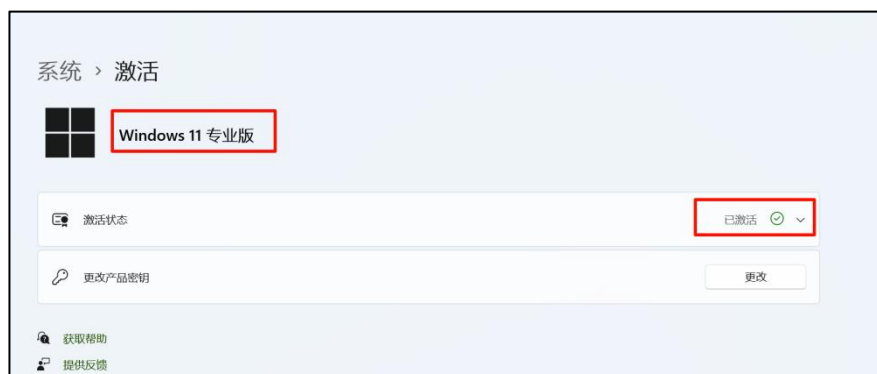 系统 › 激活
Windows 11 专业版
激活状态 已激活
更改产品密钥 更改
获取帮助
提供反馈